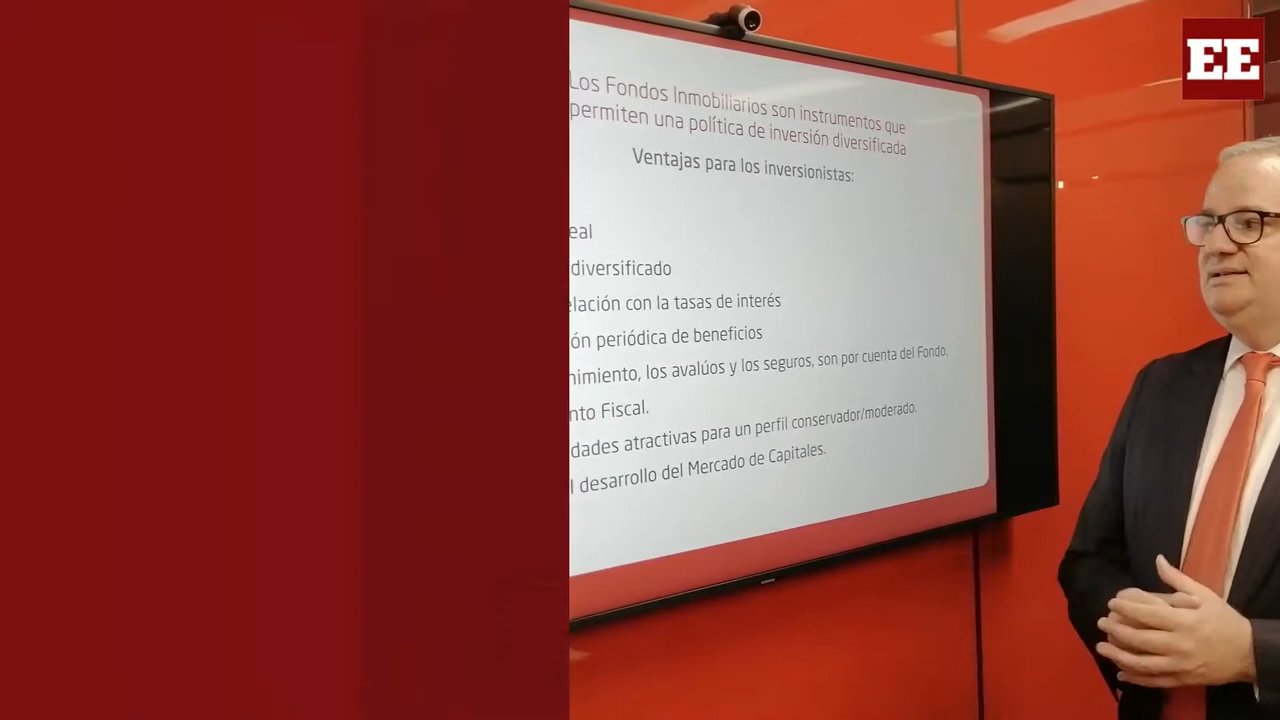 EE
Los Fondos Inmobiliarios son instrumentos que
permiten una política de inversión diversificada
Ventajas para los inversionistas:
eal
diversificado
elación con la tasas de interés
ón periódica de beneficios
nimiento, los avalúos y los seguros, son por cuenta del Fondo.
nto Fiscal.
dades atractivas para un perfil conservador/moderado.
l desarrollo del Mercado de Capitales.